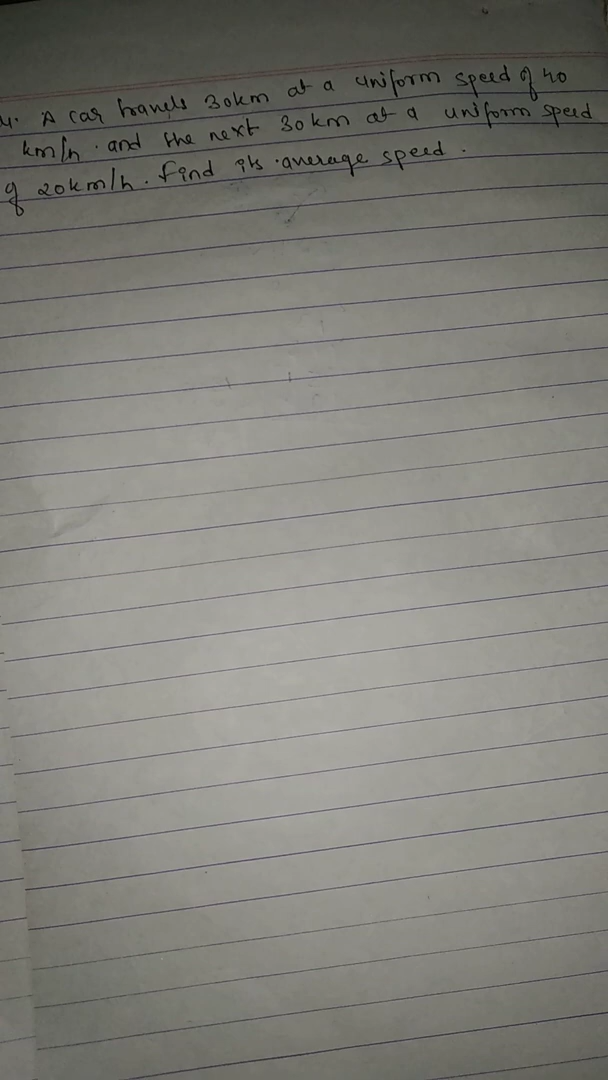 4. A car travels 30km at a uniform speed of 40
km/h. and the next 30km at a uniform speed
of 20km/h. find its average speed.